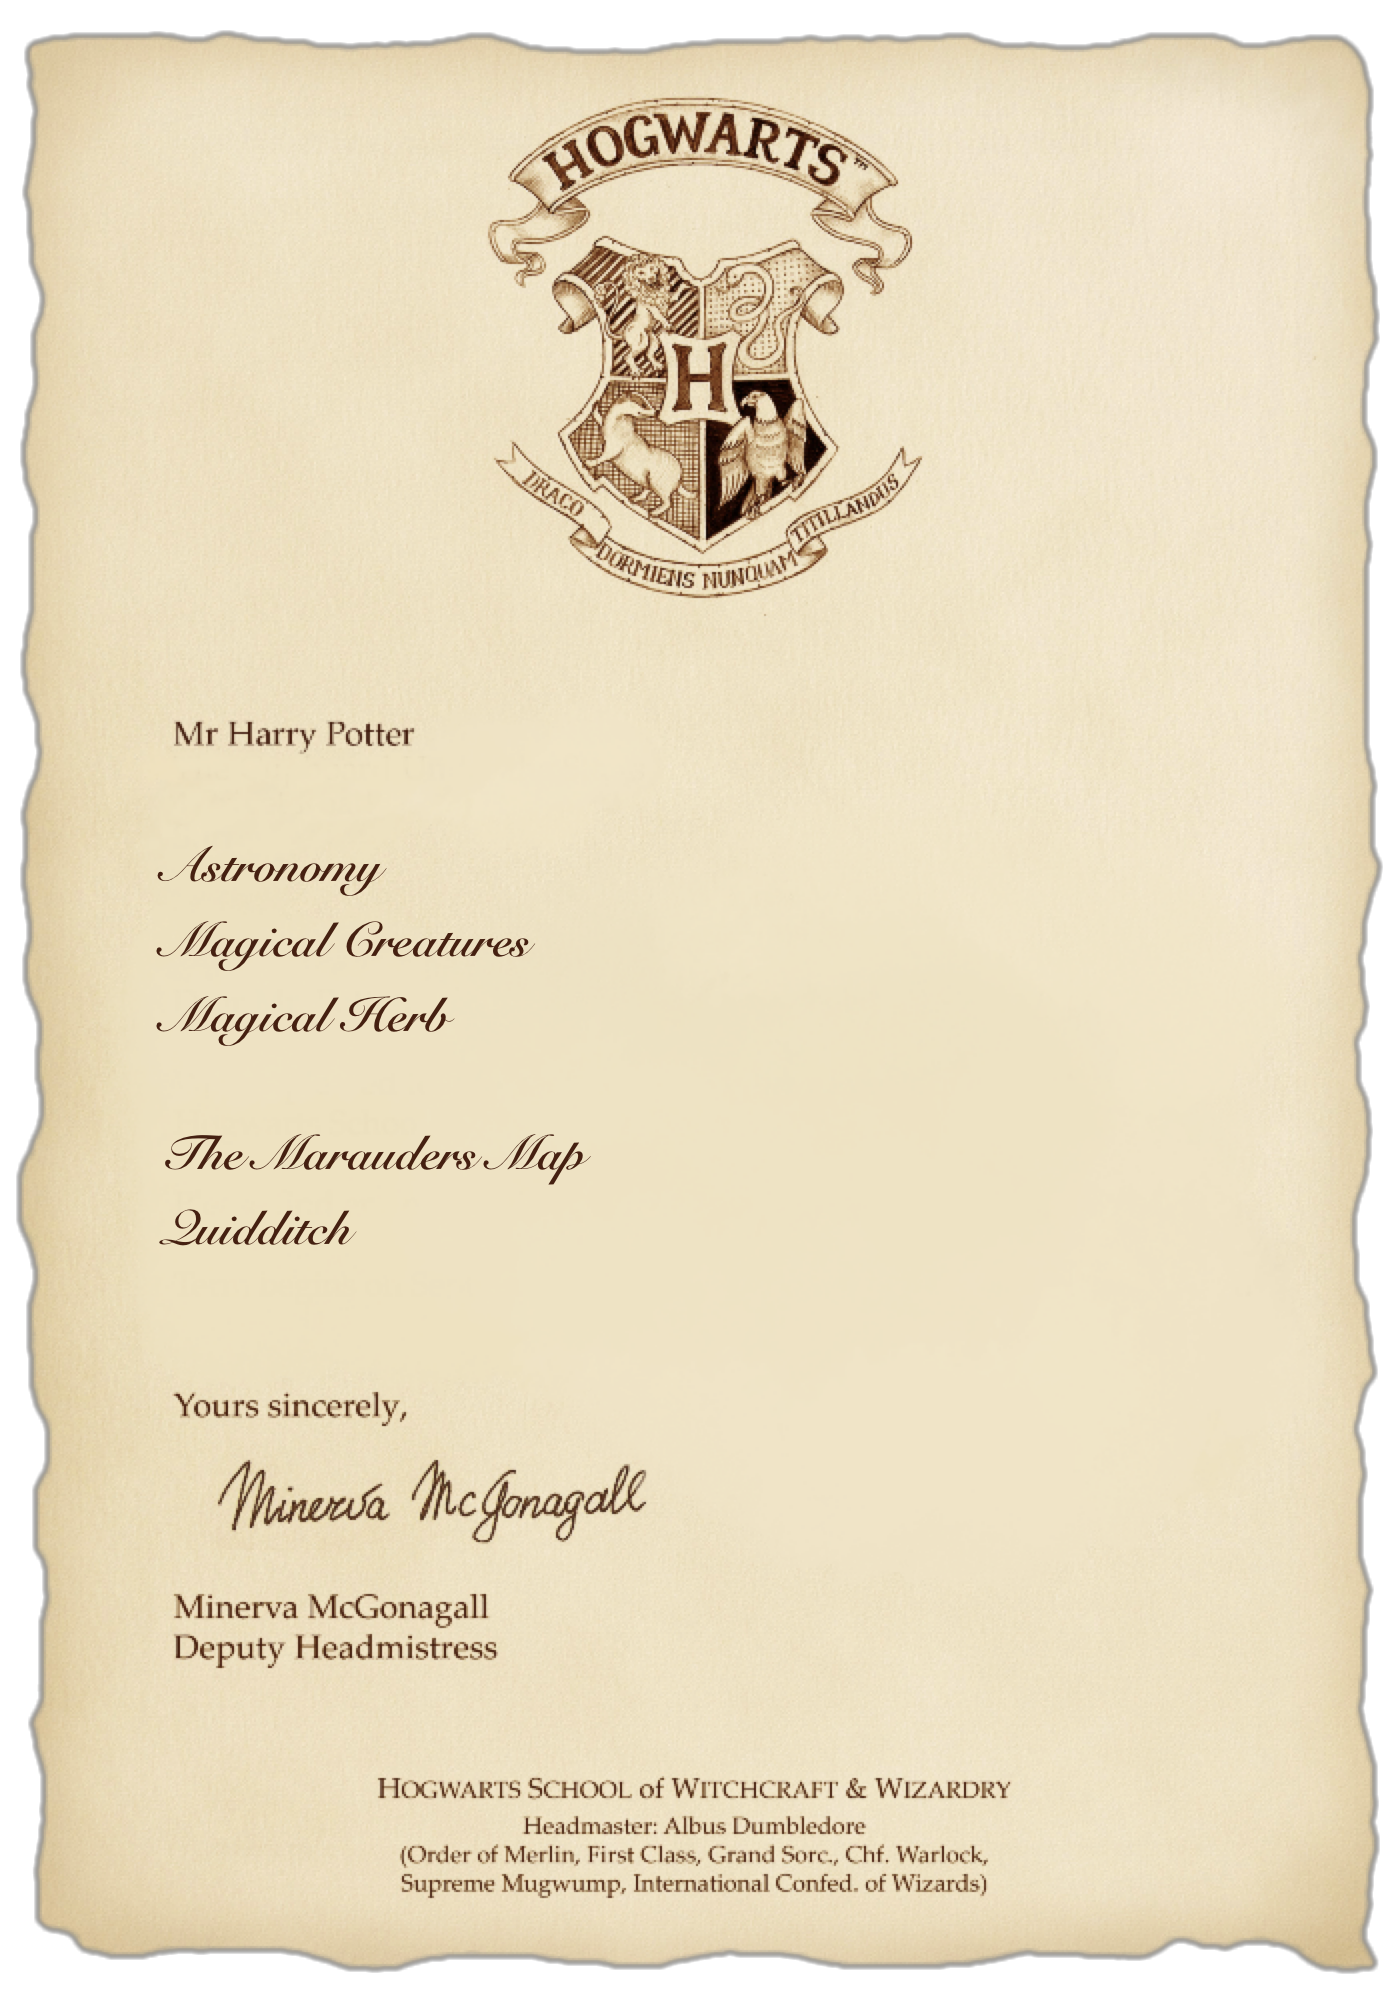 HOGWARTS™
H
DRACO DORMIENS NUNQUAM TITILLANDUS
Mr Harry Potter
Astronomy
Magical Creatures
Magical Herb
The Marauders Map
Quidditch
Yours sincerely,
Minerva McGonagall
Minerva McGonagall
Deputy Headmistress
HOGWARTS SCHOOL of WITCHCRAFT & WIZARDRY
Headmaster: Albus Dumbledore
(Order of Merlin, First Class, Grand Sorc., Chf. Warlock,
Supreme Mugwump, International Confed. of Wizards)